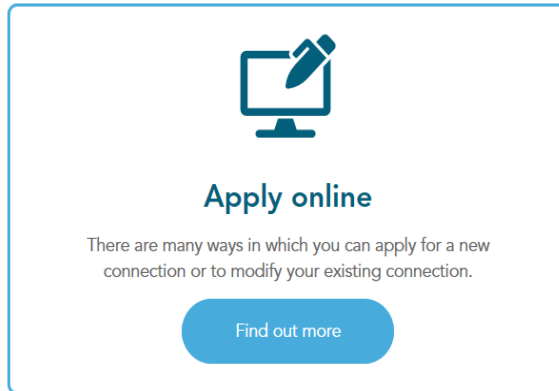 Apply online
There are many ways in which you can apply for a new
connection or to modify your existing connection.
Find out more